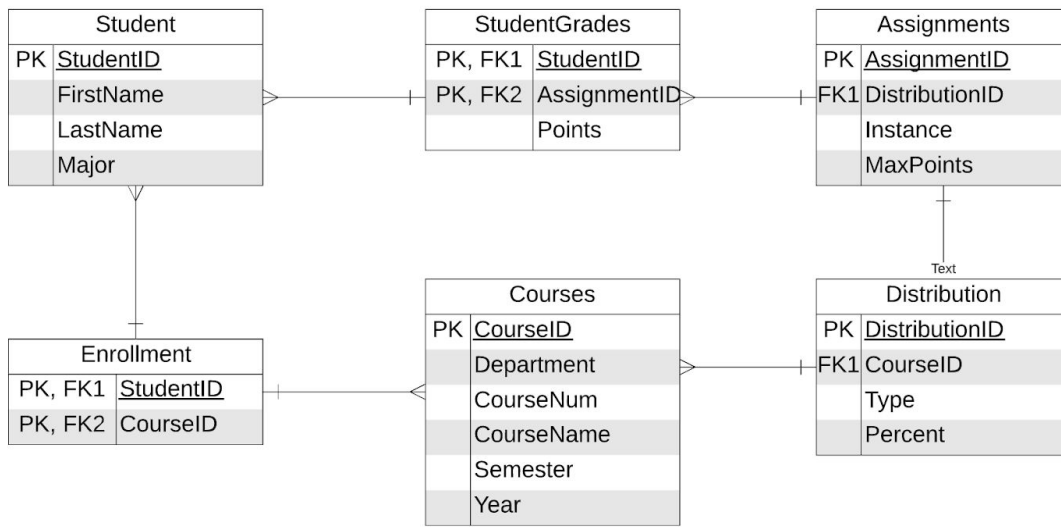 Student
PK StudentID
FirstName
LastName
Major
StudentGrades
PK, FK1 StudentID
PK, FK2 AssignmentID
Points
Assignments
PK AssignmentID
FK1 DistributionID
Instance
MaxPoints
Text
Enrollment
PK, FK1 StudentID
PK, FK2 CourseID
Courses
PK CourseID
Department
CourseNum
CourseName
Semester
Year
Distribution
PK DistributionID
FK1 CourseID
Type
Percent